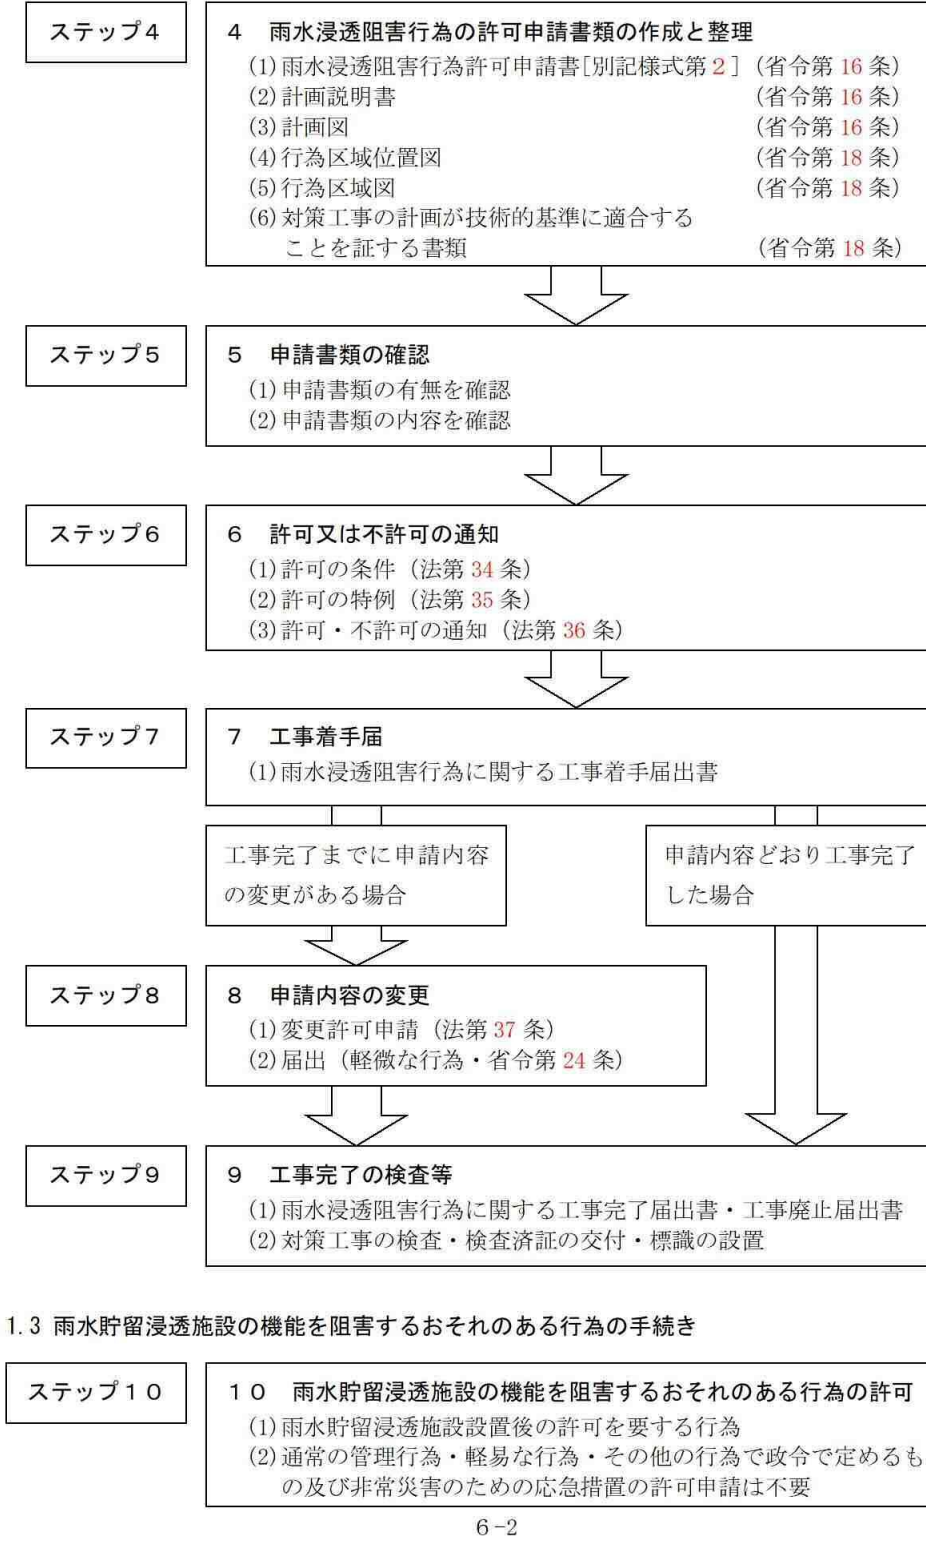 ステップ４
４　雨水浸透阻害行為の許可申請書類の作成と整理
(1)雨水浸透阻害行為許可申請書[別記様式第２]（省令第 16 条）
(2)計画説明書（省令第 16 条）
(3)計画図（省令第 16 条）
(4)行為区域位置図（省令第 18 条）
(5)行為区域図（省令第 18 条）
(6)対策工事の計画が技術的基準に適合する
ことを証する書類（省令第 18 条）
ステップ５
５　申請書類の確認
(1)申請書類の有無を確認
(2)申請書類の内容を確認
ステップ６
６　許可又は不許可の通知
(1)許可の条件（法第 34 条）
(2)許可の特例（法第 35 条）
(3)許可・不許可の通知（法第 36 条）
ステップ７
７　工事着手届
(1)雨水浸透阻害行為に関する工事着手届出書
工事完了までに申請内容
の変更がある場合
申請内容どおり工事完了
した場合
ステップ８
８　申請内容の変更
(1)変更許可申請（法第 37 条）
(2)届出（軽微な行為・省令第 24 条）
ステップ９
９　工事完了の検査等
(1)雨水浸透阻害行為に関する工事完了届出書・工事廃止届出書
(2)対策工事の検査・検査済証の交付・標識の設置
1.3 雨水貯留浸透施設の機能を阻害するおそれのある行為の手続き
ステップ１０
１０　雨水貯留浸透施設の機能を阻害するおそれのある行為の許可
(1)雨水貯留浸透施設設置後の許可を要する行為
(2)通常の管理行為・軽易な行為・その他の行為で政令で定めるも
の及び非常災害のための応急措置の許可申請は不要
６-2